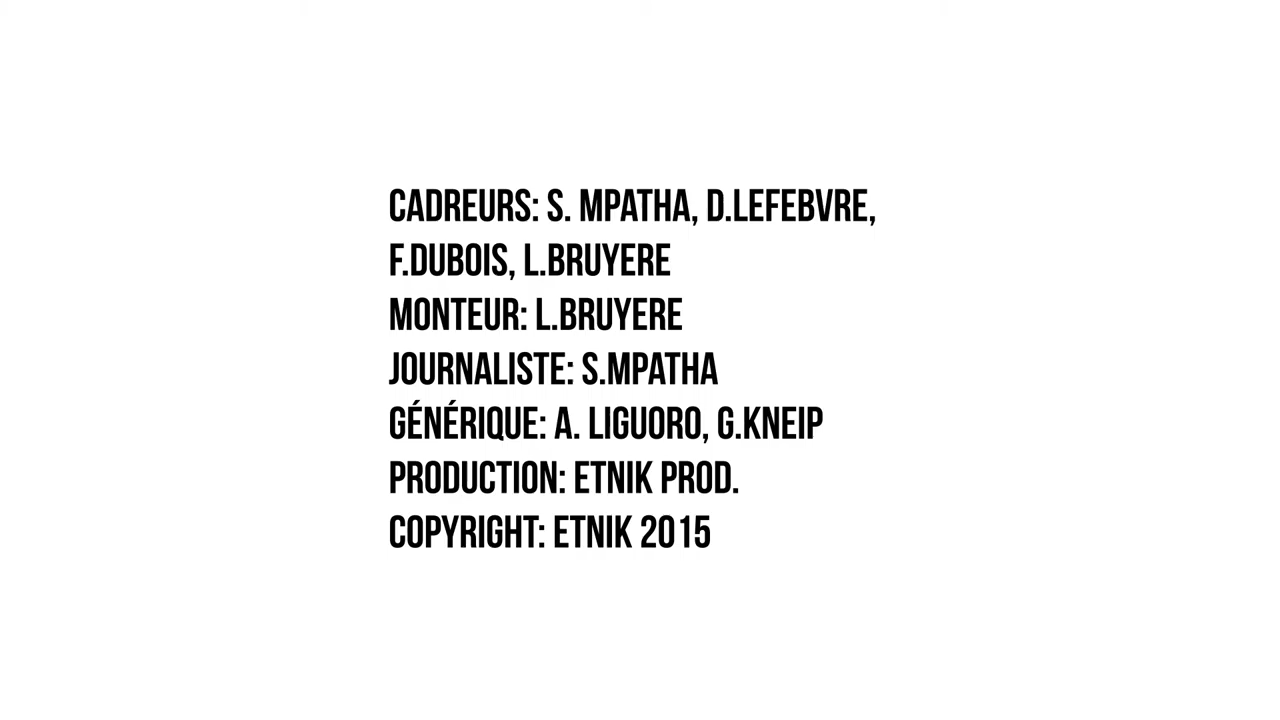 CADREURS: S. MPATHA, D.LEFEBVRE,
F.DUBOIS, L.BRUYERE
MONTEUR: L.BRUYERE
JOURNALISTE: S.MPATHA
GÉNÉRIQUE: A. LIGUORO, G.KNEIP
PRODUCTION: ETNIK PROD.
COPYRIGHT: ETNIK 2015